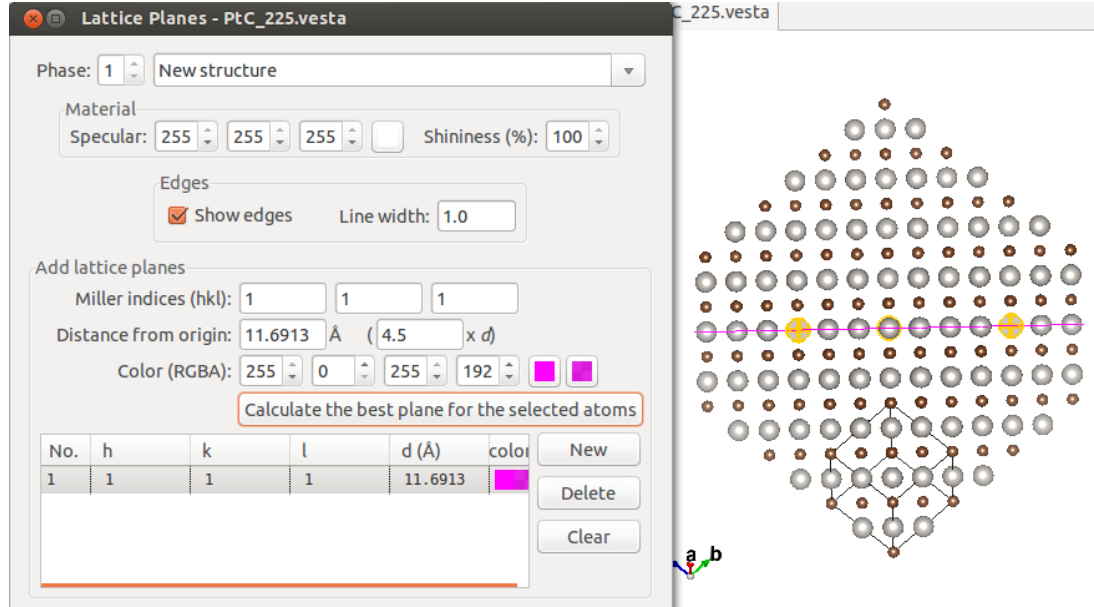 Lattice Planes - PtC_225.vesta
C_225.vesta
Phase: 1 New structure
Material
Specular: 255 255 255 Shininess (%): 100
Edges
Show edges Line width: 1.0
Add lattice planes
Miller indices (hkl): 1 1 1
Distance from origin: 11.6913 Å ( 4.5 x d)
Color (RGBA): 255 0 255 192
Calculate the best plane for the selected atoms
No. h k l d (Å) color
1 1 1 1 11.6913
New
Delete
Clear
a b